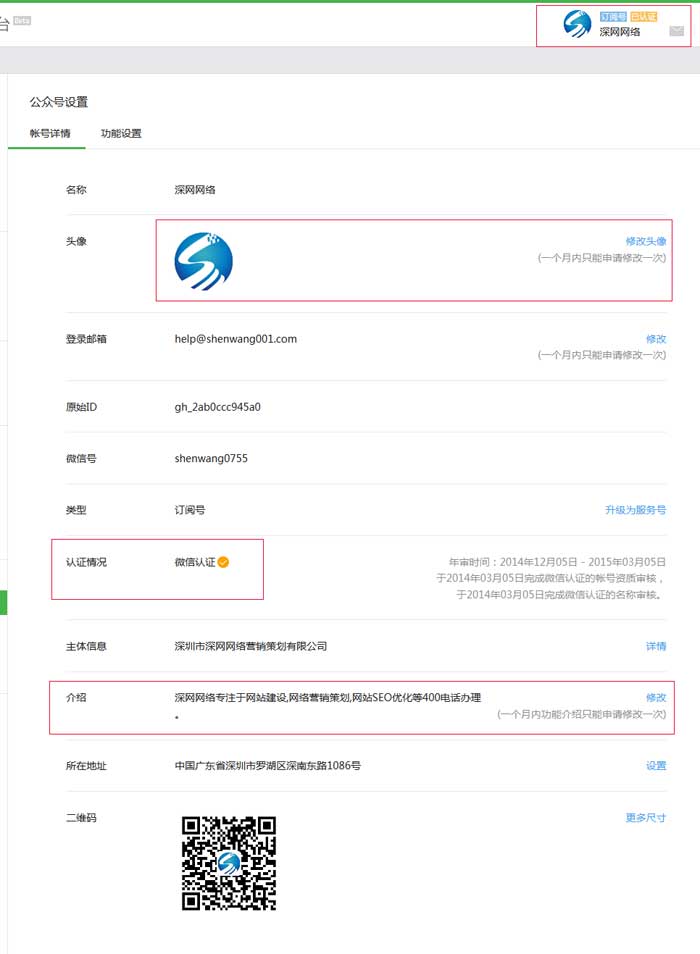 台 Beta
订阅号 已认证
深网网络
公众号设置
帐号详情 功能设置
名称 深网网络
头像 修改头像
(一个月内只能申请修改一次)
登录邮箱 help@shenwang001.com 修改
(一个月内只能申请修改一次)
原始ID gh_2ab0ccc945a0
微信号 shenwang0755
类型 订阅号 升级为服务号
认证情况 微信认证 年审时间：2014年12月05日 - 2015年03月05日
于2014年03月05日完成微信认证的帐号资质审核，
于2014年03月05日完成微信认证的名称审核。
主体信息 深圳市深网网络营销策划有限公司 详情
介绍 深网网络专注于网站建设,网络营销策划,网站SEO优化等400电话办理 修改
。 (一个月内功能介绍只能申请修改一次)
所在地址 中国广东省深圳市罗湖区深南东路1086号 设置
二维码 更多尺寸